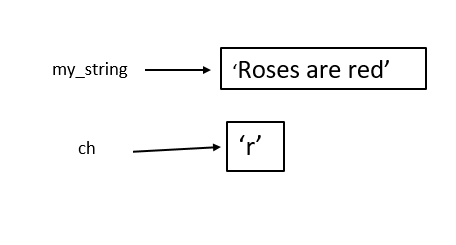 my_string ‘Roses are red’
ch ‘r’